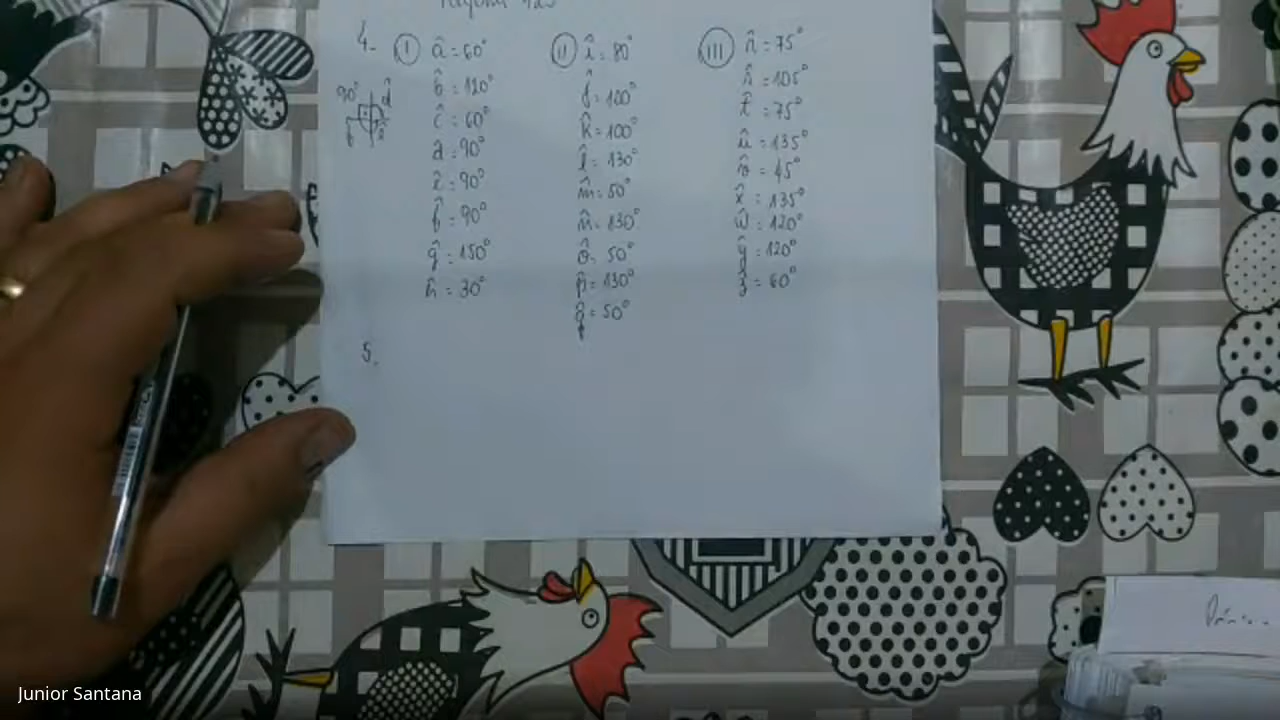 4. I â = 60°
b̂ = 120°
ĉ = 60°
d̂ = 90°
ê = 90°
f̂ = 90°
ĝ = 150°
ĥ = 30°
90° d̂
II î = 80°
ĵ = 100°
k̂ = 100°
l̂ = 130°
m̂ = 50°
n̂ = 130°
ô = 50°
p̂ = 130°
q̂ = 50°
III r̂ = 75°
ŝ = 105°
t̂ = 75°
û = 135°
v̂ = 45°
x̂ = 135°
ŵ = 120°
ŷ = 120°
ẑ = 60°
5.
Junior Santana